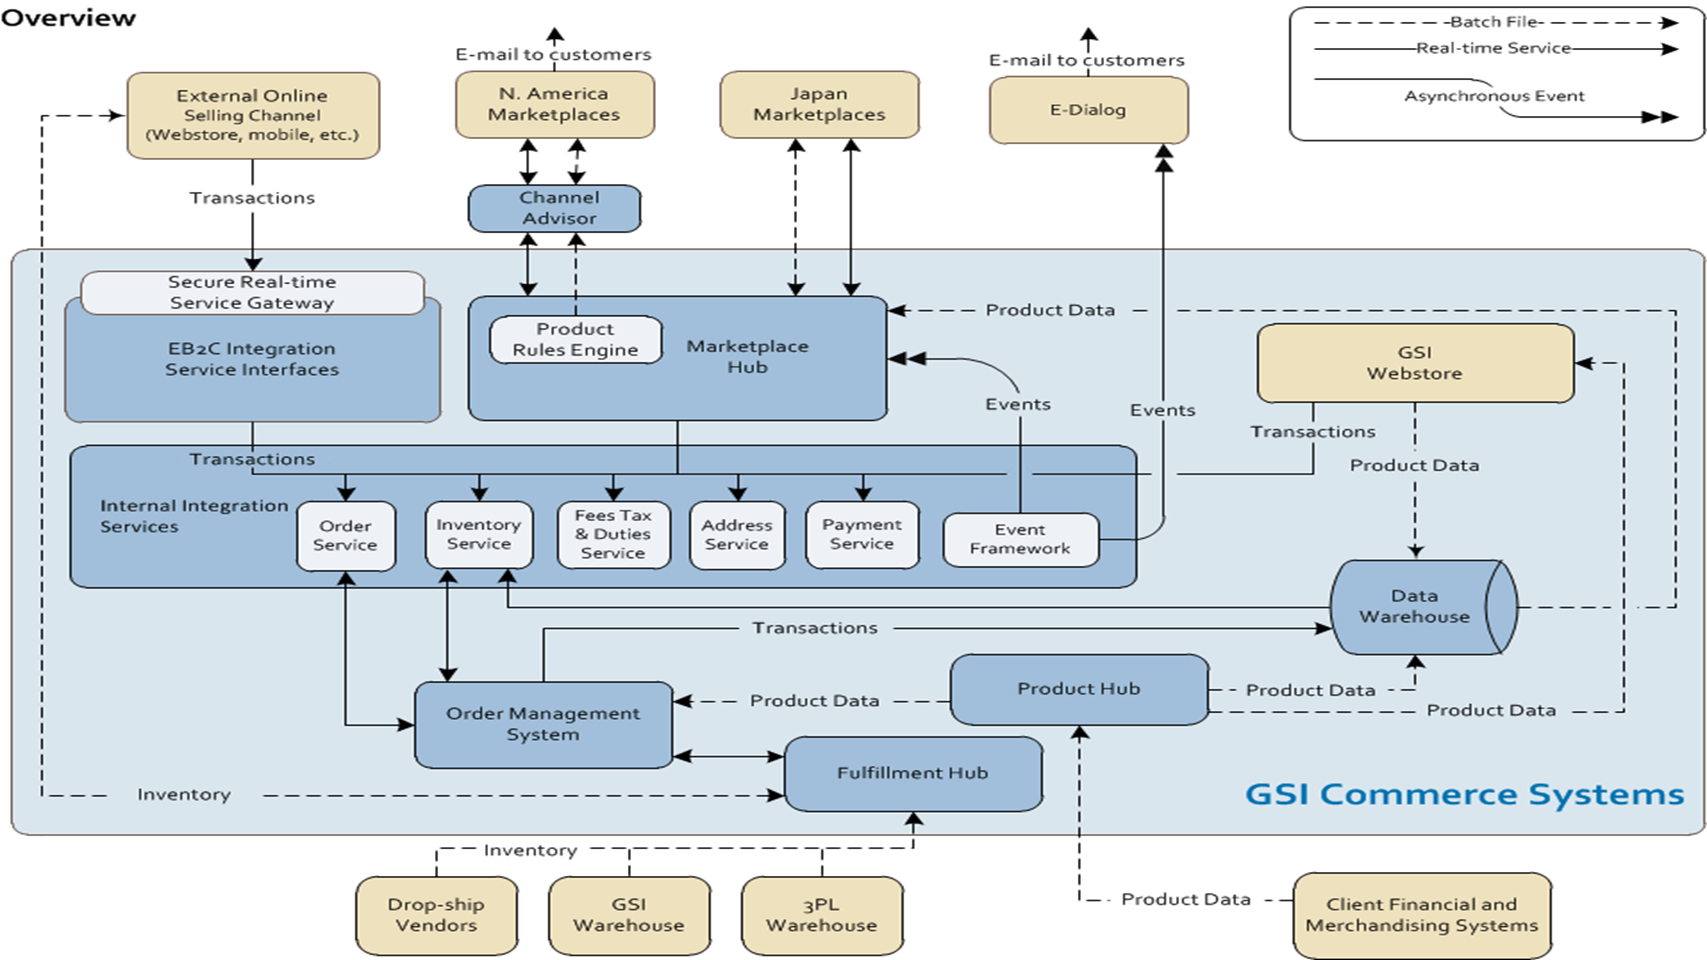 Overview
Batch File
Real-time Service
Asynchronous Event
E-mail to customers
E-mail to customers
External Online
Selling Channel
(Webstore, mobile, etc.)
N. America
Marketplaces
Japan
Marketplaces
E-Dialog
Transactions
Channel
Advisor
Secure Real-time
Service Gateway
EB2C Integration
Service Interfaces
Product
Rules Engine
Marketplace
Hub
Product Data
GSI
Webstore
Events
Events
Transactions
Product Data
Transactions
Internal Integration
Services
Order
Service
Inventory
Service
Fees Tax
& Duties
Service
Address
Service
Payment
Service
Event
Framework
Data
Warehouse
Transactions
Order Management
System
Product Data
Product Hub
Product Data
Product Data
Fulfillment Hub
Inventory
GSI Commerce Systems
Inventory
Drop-ship
Vendors
GSI
Warehouse
3PL
Warehouse
Product Data
Client Financial and
Merchandising Systems